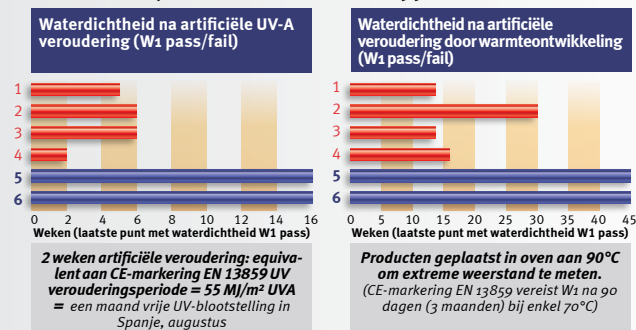 Waterdichtheid na artificiële UV-A
veroudering (W1 pass/fail)
1
2
3
4
5
6
0 2 4 6 8 10 12 14 16
Weken (laatste punt met waterdichtheid W1 pass)
2 weken artificiële veroudering: equiva-
lent aan CE-markering EN 13859 UV
verouderingsperiode = 55 MJ/m² UVA
= een maand vrije UV-blootstelling in
Spanje, augustus
Waterdichtheid na artificiële
veroudering door warmteontwikkeling
(W1 pass/fail)
1
2
3
4
5
6
0 5 10 15 20 25 30 35 40 45
Weken (laatste punt met waterdichtheid W1 pass)
Producten geplaatst in oven aan 90°C
om extreme weerstand te meten.
(CE-markering EN 13859 vereist W1 na 90
dagen (3 maanden) bij enkel 70°C)